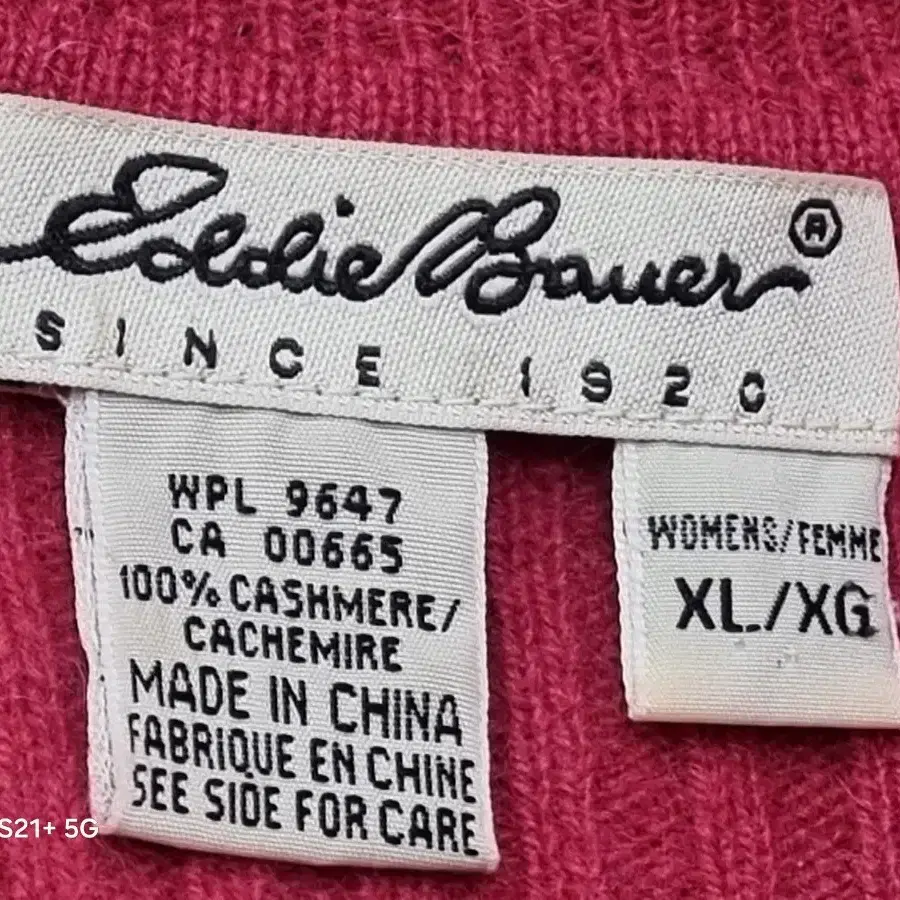 Eddie Bauer®
SINCE 1920
WPL 9647
CA 00665
100% CASHMERE/
CACHEMIRE
MADE IN CHINA
FABRIQUE EN CHINE
SEE SIDE FOR CARE
WOMENS/FEMME
XL/XG
S21+ 5G